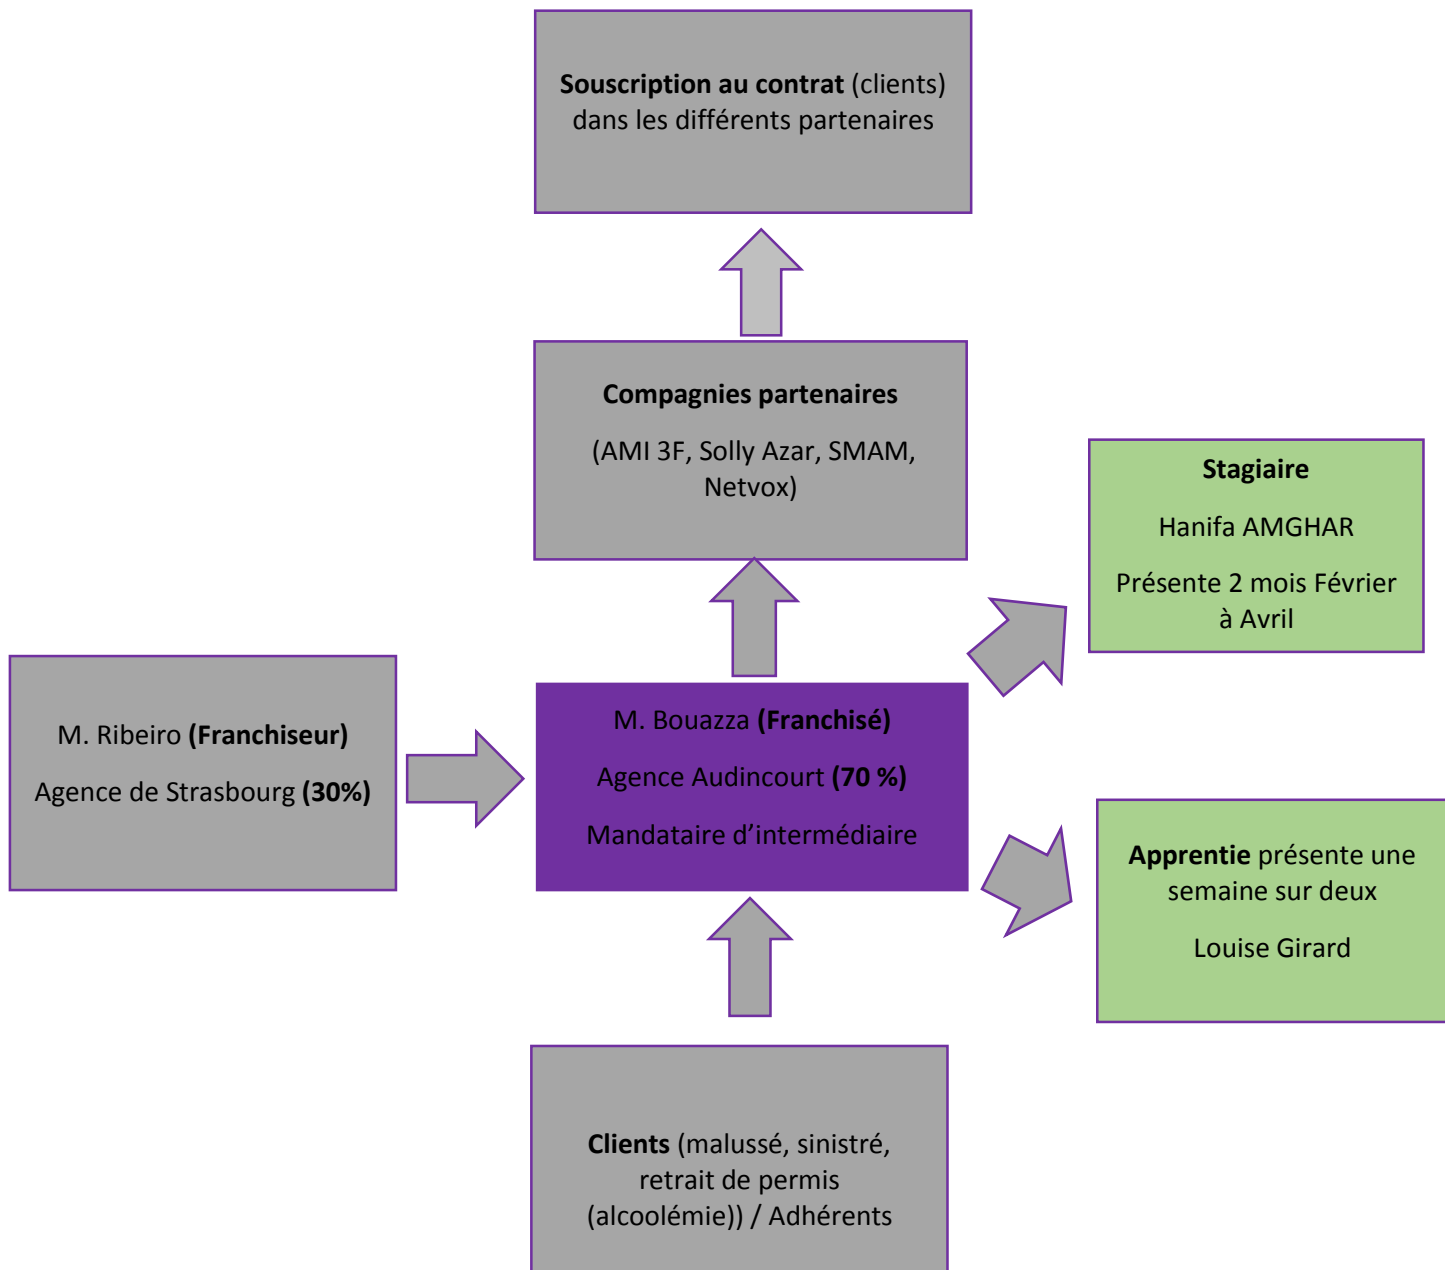 Souscription au contrat (clients)
dans les différents partenaires
Compagnies partenaires
(AMI 3F, Solly Azar, SMAM,
Netvox)
Stagiaire
Hanifa AMGHAR
Présente 2 mois Février
à Avril
M. Ribeiro (Franchiseur)
Agence de Strasbourg (30%)
M. Bouazza (Franchisé)
Agence Audincourt (70 %)
Mandataire d’intermédiaire
Apprentie présente une
semaine sur deux
Louise Girard
Clients (malussé, sinistré,
retrait de permis
(alcoolémie)) / Adhérents